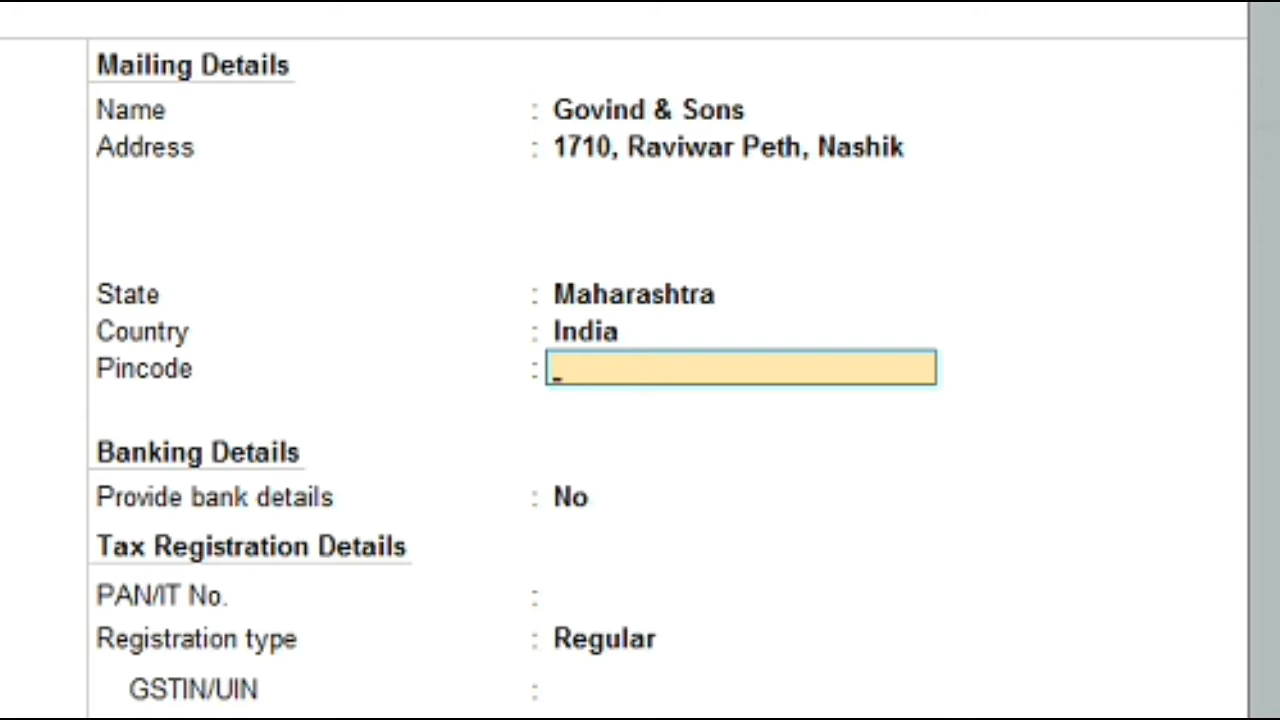 Mailing Details
Name : Govind & Sons
Address : 1710, Raviwar Peth, Nashik
State : Maharashtra
Country : India
Pincode :
Banking Details
Provide bank details : No
Tax Registration Details
PAN/IT No. :
Registration type : Regular
GSTIN/UIN :